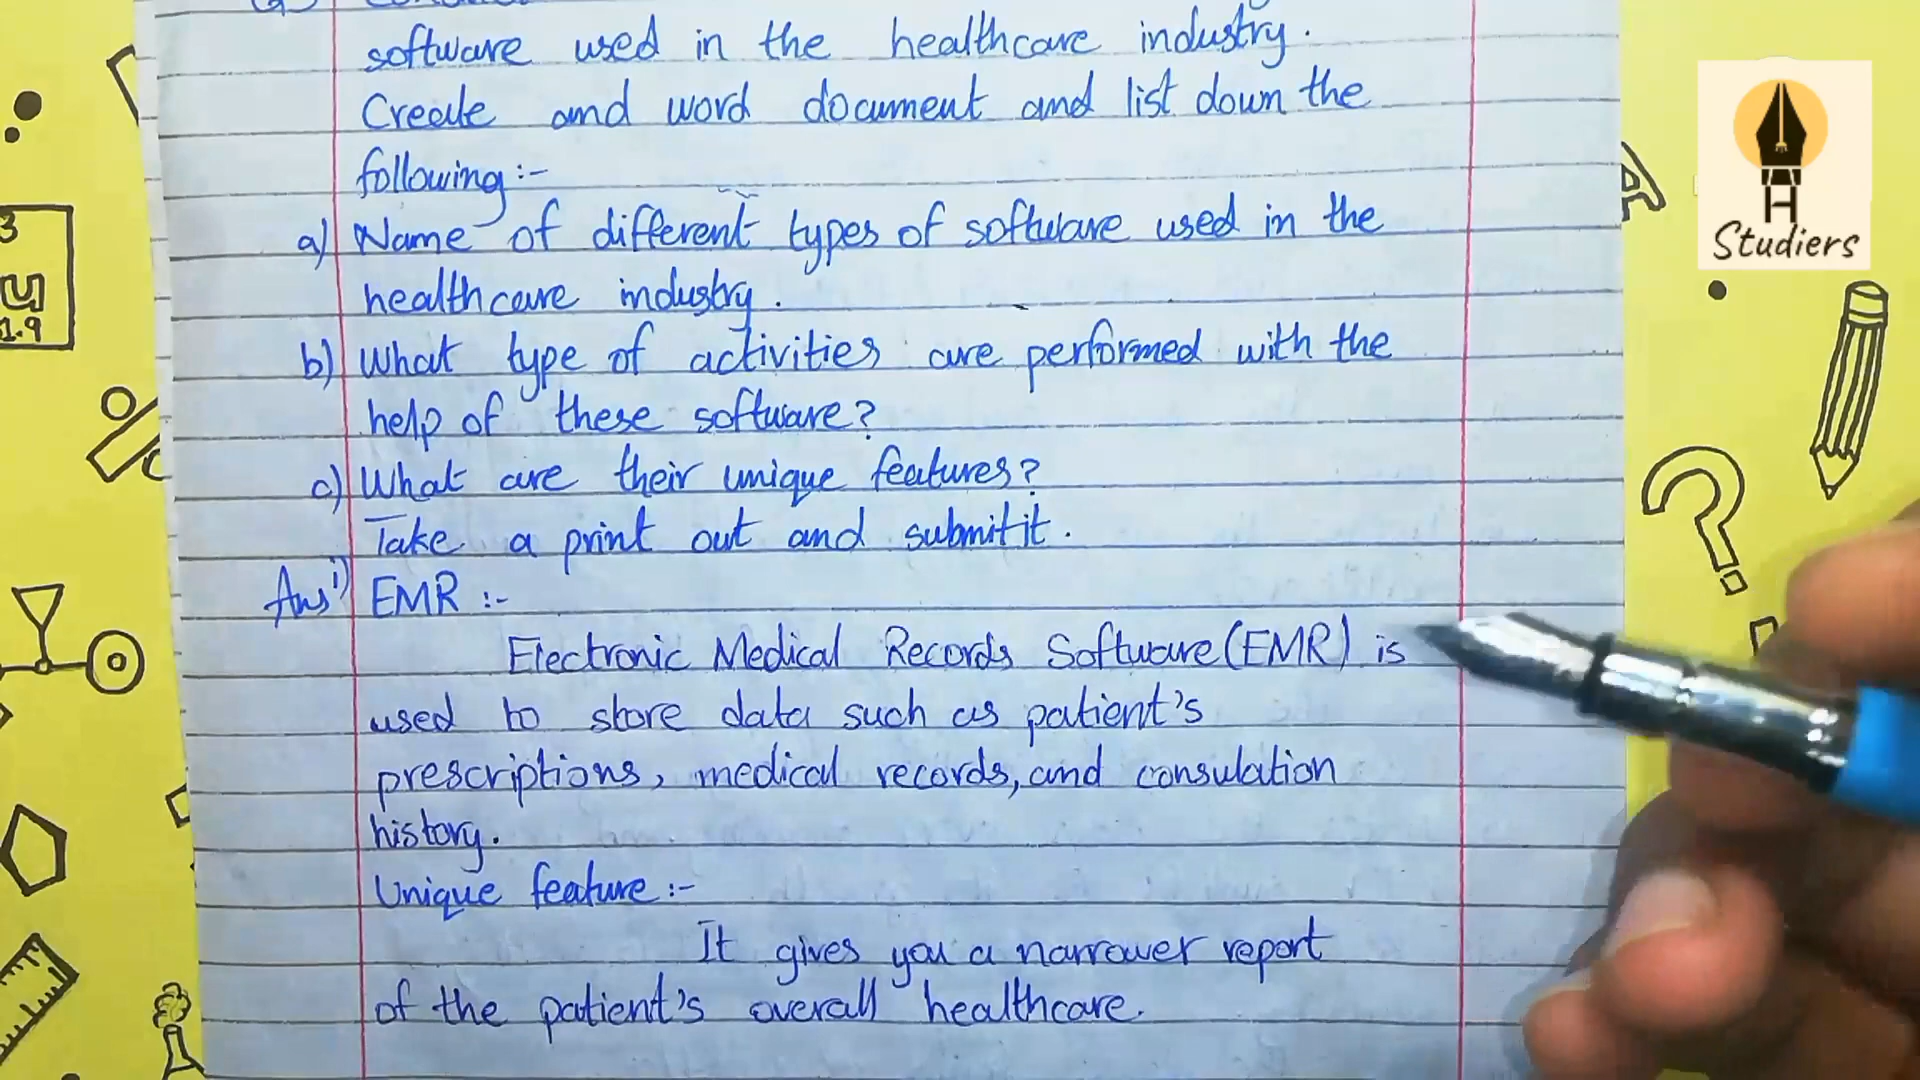 software used in the healthcare industry.
Create and word document and list down the
following :-
a) Name of different types of software used in the
healthcare industry.
b) What type of activities are performed with the
help of these software?
c) What are their unique features?
Take a print out and submit it.
Ans i) EMR :-
Electronic Medical Records Software (EMR) is
used to store data such as patient's
prescriptions, medical records, and consulation
history.
Unique feature :-
It gives you a narrower report
of the patient's overall healthcare.
H
Studiers
3
u
1.9
%
A
?